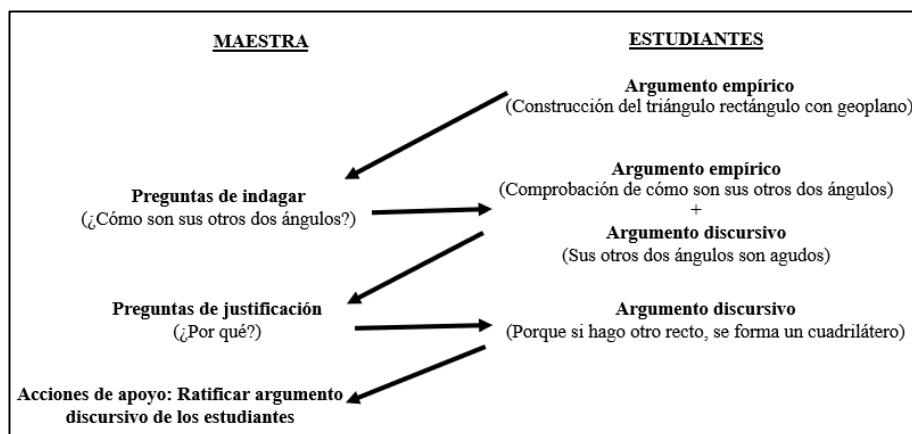 MAESTRA
ESTUDIANTES
Argumento empírico
(Construcción del triángulo rectángulo con geoplano)
Argumento empírico
(Comprobación de cómo son sus otros dos ángulos)
+
Argumento discursivo
(Sus otros dos ángulos son agudos)
Preguntas de indagar
(¿Cómo son sus otros dos ángulos?)
Preguntas de justificación
(¿Por qué?)
Argumento discursivo
(Porque si hago otro recto, se forma un cuadrilátero)
Acciones de apoyo: Ratificar argumento
discursivo de los estudiantes